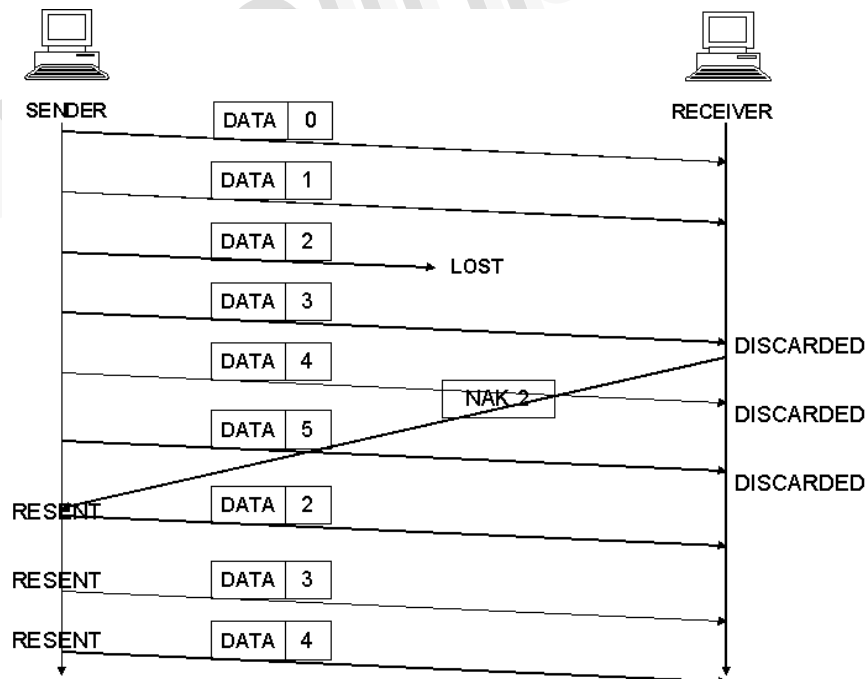 SENDER
RECEIVER
DATA 0
DATA 1
DATA 2
LOST
DATA 3
DISCARDED
DATA 4
NAK 2
DISCARDED
DATA 5
DISCARDED
RESENT
DATA 2
RESENT
DATA 3
RESENT
DATA 4